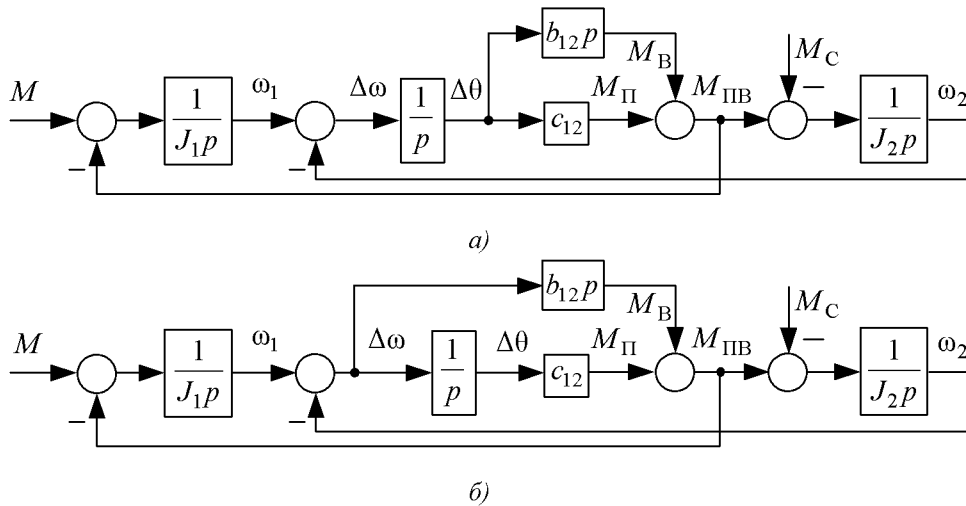 b₁₂p
M_В
M_С
M
ω₁
Δω
Δθ
M_П
M_ПВ
ω₂
1/(J₁p)
1/p
c₁₂
1/(J₂p)
−
−
−
а)
b₁₂p
M_В
M_С
M
ω₁
Δω
Δθ
M_П
M_ПВ
ω₂
1/(J₁p)
1/p
c₁₂
1/(J₂p)
−
−
−
б)